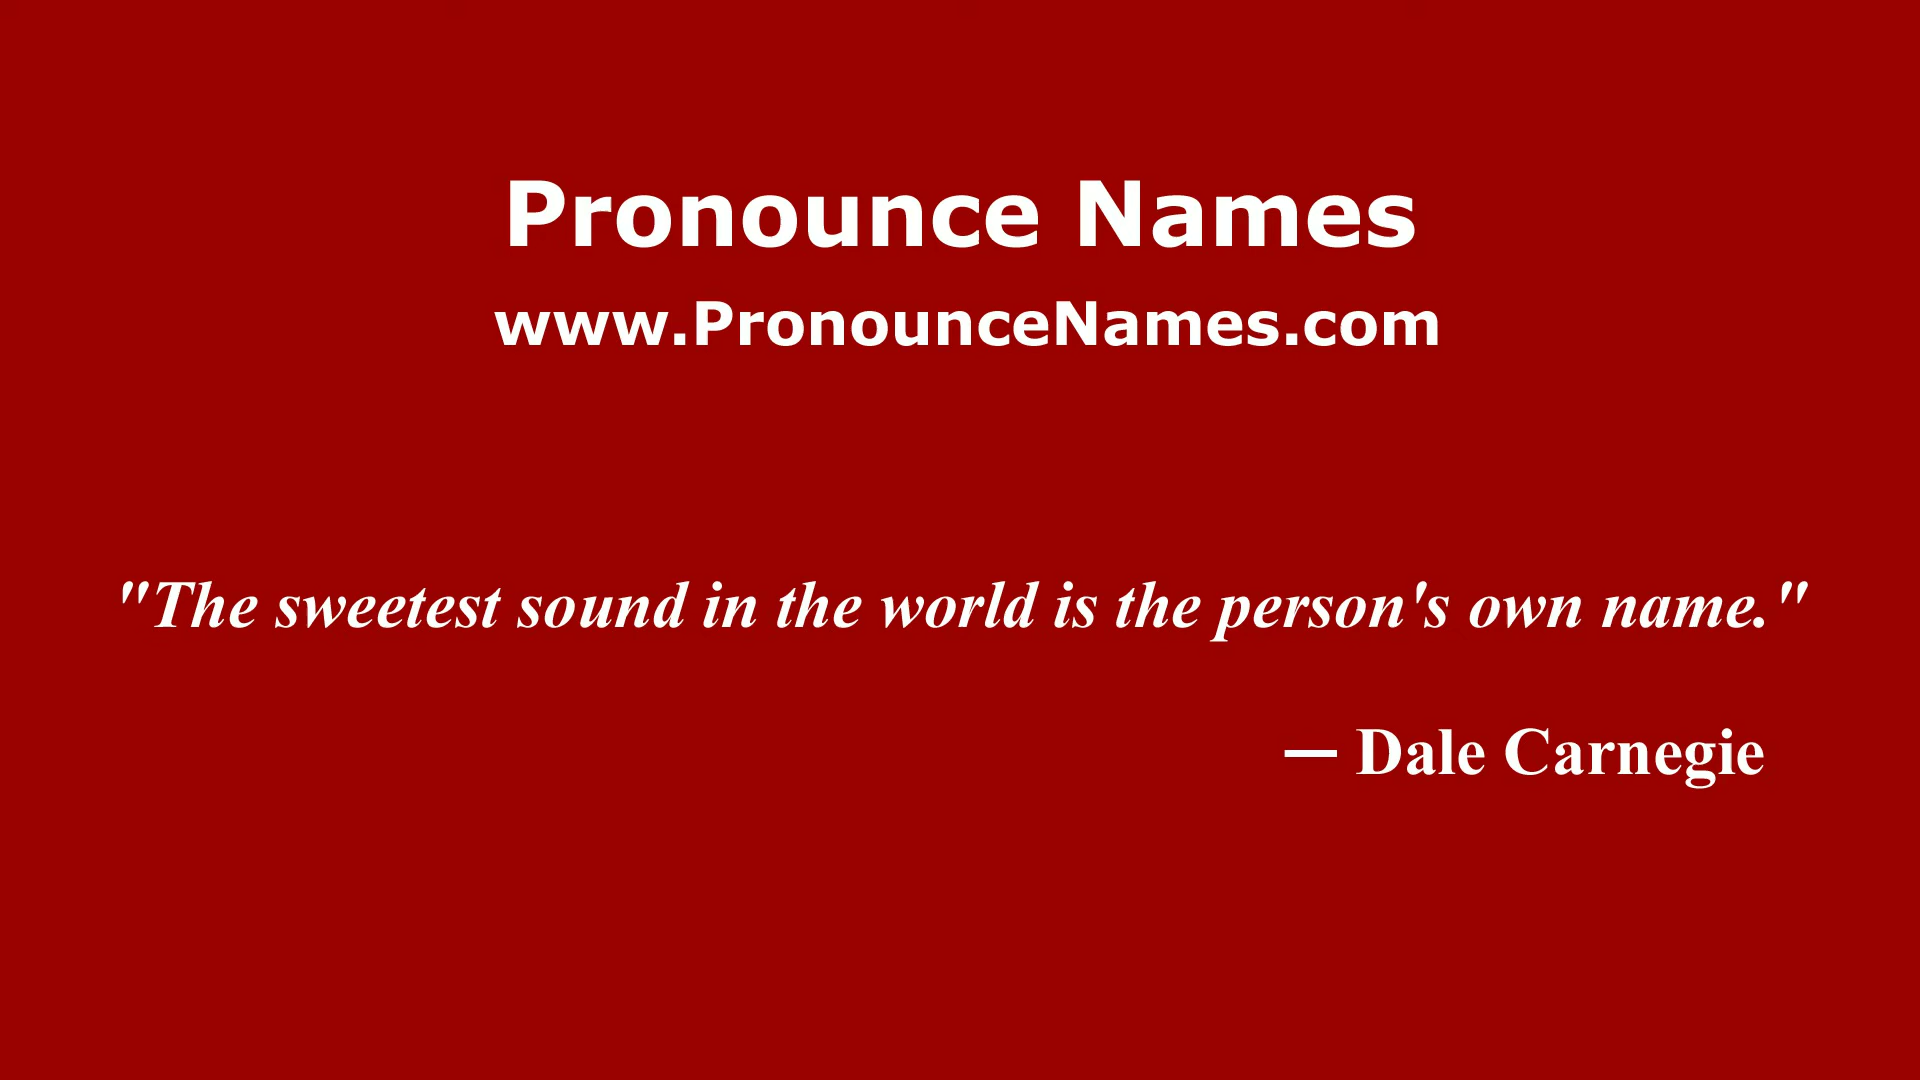 Pronounce Names
www.PronounceNames.com
"The sweetest sound in the world is the person's own name."
— Dale Carnegie